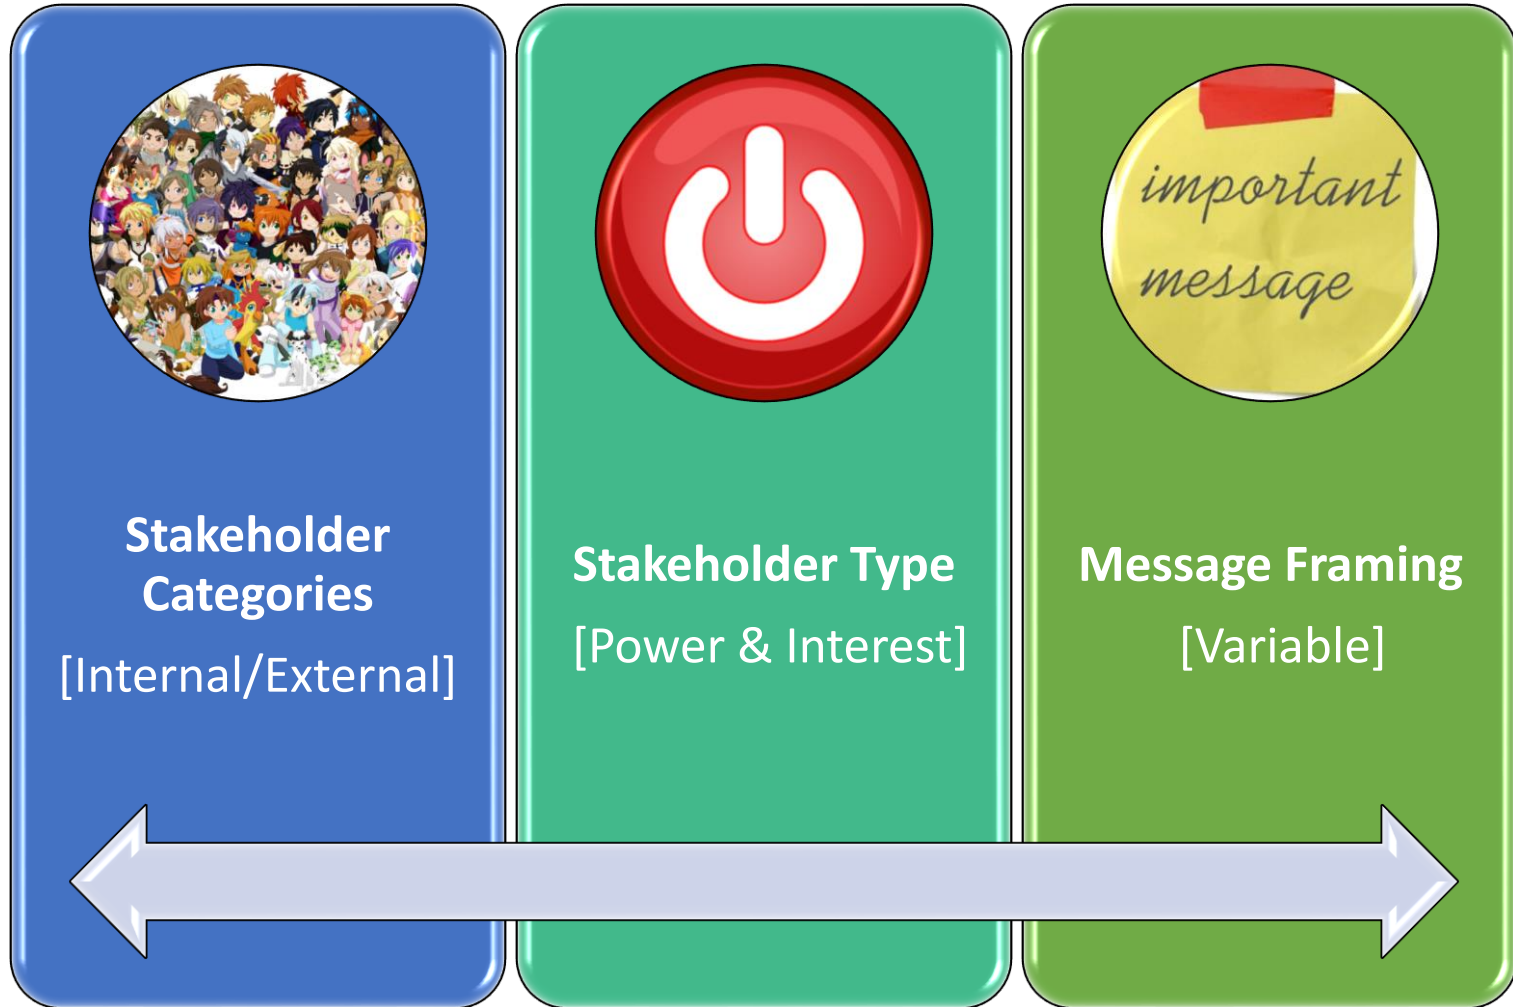 important
message
Stakeholder
Categories
[Internal/External]
Stakeholder Type
[Power & Interest]
Message Framing
[Variable]